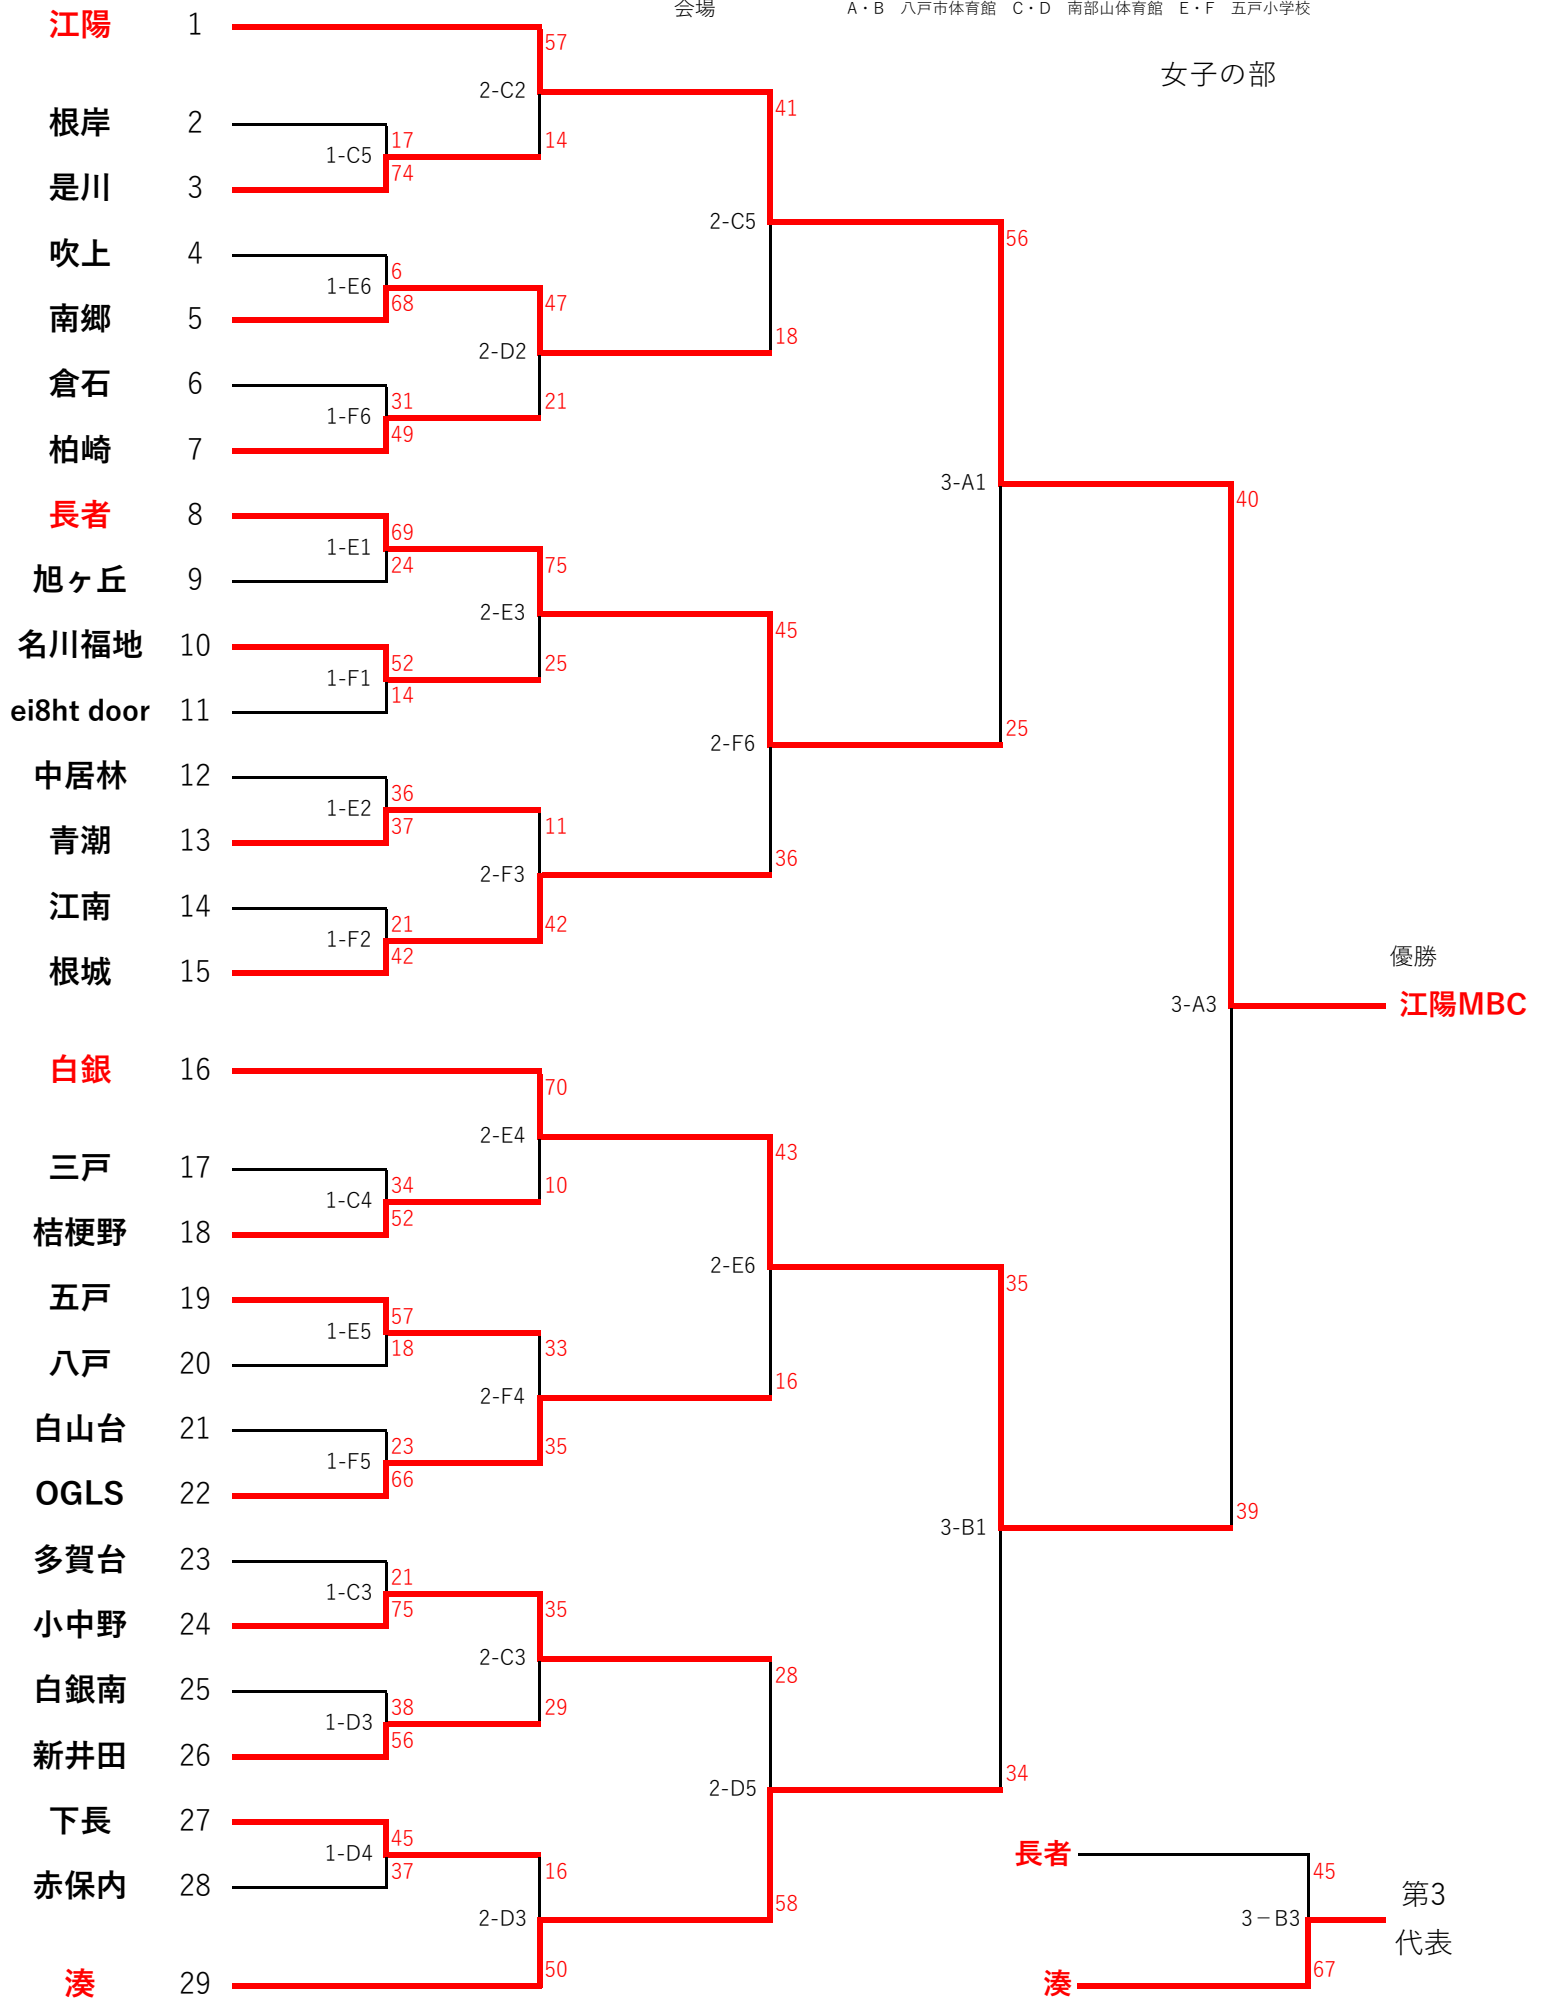 会場 A・B 八戸市体育館 C・D 南部山体育館 E・F 五戸小学校
女子の部
江陽 1
57
2-C2
41
根岸 2
17
14
1-C5
74
是川 3
2-C5
56
吹上 4
6
1-E6
68
47
南郷 5
18
2-D2
倉石 6
31
21
1-F6
49
柏崎 7
3-A1
40
長者 8
69
1-E1
24
75
旭ヶ丘 9
2-E3
45
名川福地 10
52
25
1-F1
14
ei8ht door 11
2-F6
25
中居林 12
36
1-E2
37
11
青潮 13
36
2-F3
江南 14
21
42
1-F2
42
根城 15
優勝
3-A3
江陽MBC
白銀 16
70
2-E4
43
三戸 17
34
10
1-C4
52
桔梗野 18
2-E6
35
五戸 19
57
1-E5
18
33
八戸 20
16
2-F4
白山台 21
23
35
1-F5
66
OGLS 22
3-B1
39
多賀台 23
21
1-C3
75
35
小中野 24
2-C3
28
白銀南 25
38
29
1-D3
56
新井田 26
2-D5
34
下長 27
45
1-D4
37
16
赤保内 28
58
2-D3
50
湊 29
長者
45
3－B3
第3
代表
67
湊